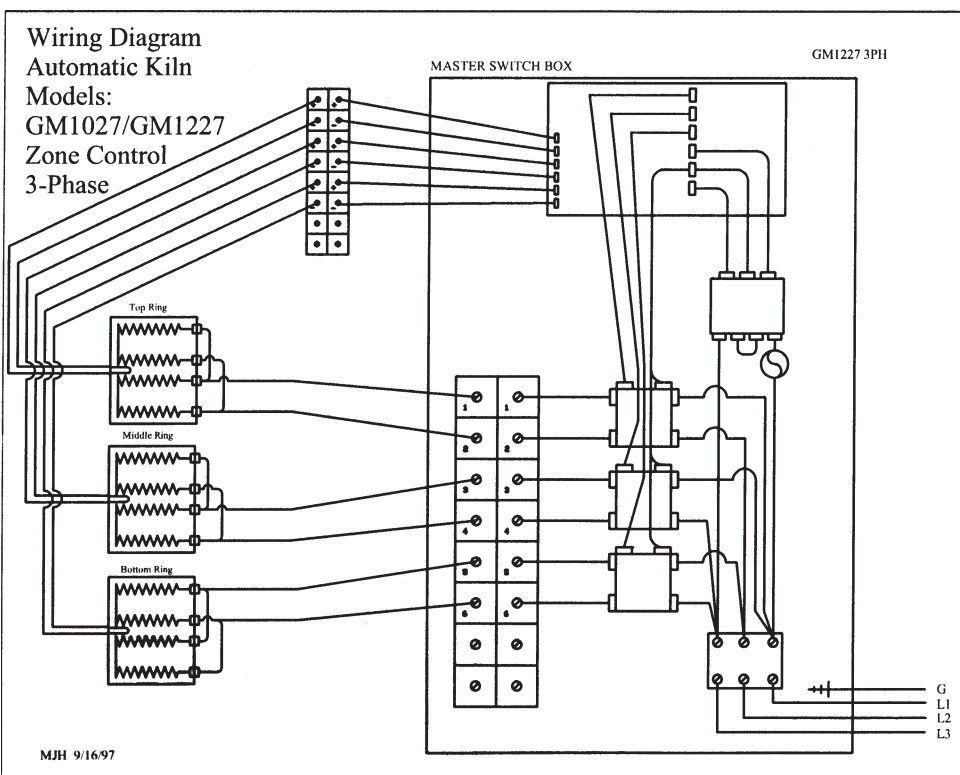 Wiring Diagram
Automatic Kiln
Models:
GM1027/GM1227
Zone Control
3-Phase
MASTER SWITCH BOX
GM1227 3PH
+ +
- -
+ +
- -
+ +
- -
Top Ring
Middle Ring
Bottom Ring
1 1
2 2
3 3
4 4
5 5
6 6
G
L1
L2
L3
MJH 9/16/97